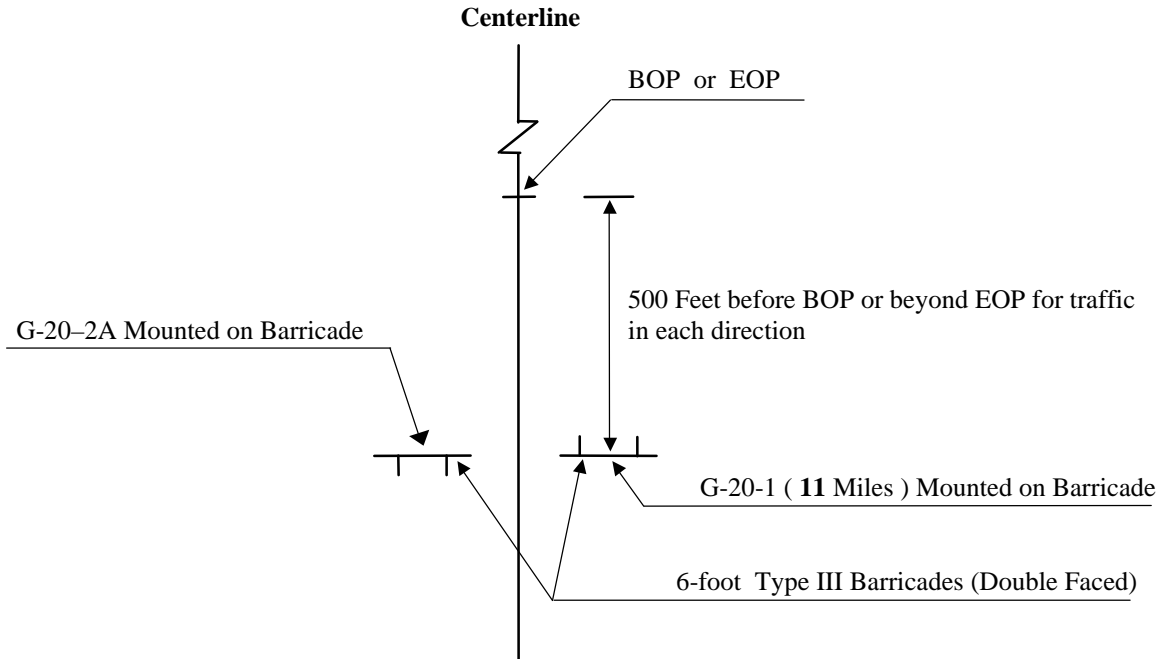 Centerline
BOP or EOP
500 Feet before BOP or beyond EOP for traffic
in each direction
G-20–2A Mounted on Barricade
G-20-1 ( 11 Miles ) Mounted on Barricade
6-foot Type III Barricades (Double Faced)